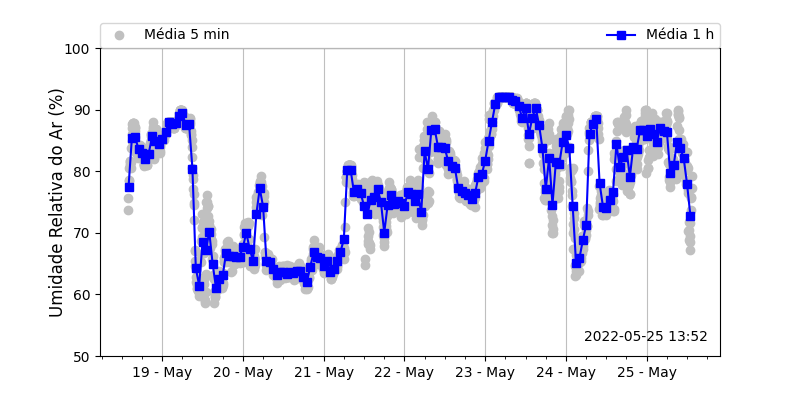 Média 5 min
Média 1 h
Umidade Relativa do Ar (%)
100
90
80
70
60
50
2022-05-25 13:52
19 - May
20 - May
21 - May
22 - May
23 - May
24 - May
25 - May